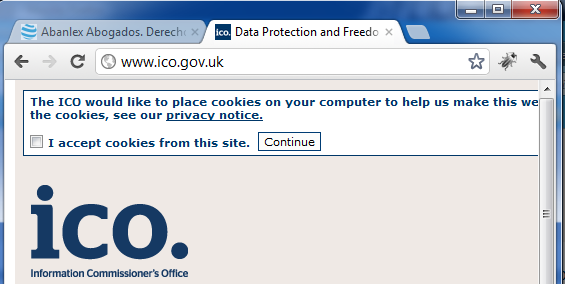 Abanlex Abogados. Derech
ico. Data Protection and Freedo
www.ico.gov.uk
The ICO would like to place cookies on your computer to help us make this we
the cookies, see our privacy notice.
I accept cookies from this site. Continue
ico.
Information Commissioner's Office